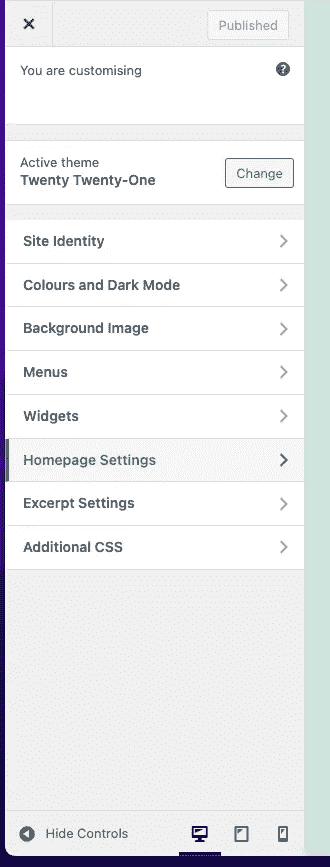 Published
You are customising
Active theme
Twenty Twenty-One
Change
Site Identity
Colours and Dark Mode
Background Image
Menus
Widgets
Homepage Settings
Excerpt Settings
Additional CSS
Hide Controls